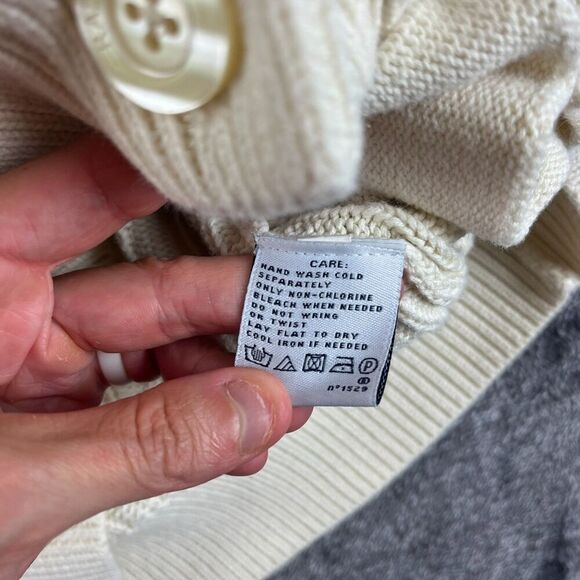 CARE:
HAND WASH COLD
SEPARATELY
ONLY NON-CHLORINE
BLEACH WHEN NEEDED
DO NOT WRING
OR TWIST
LAY FLAT TO DRY
COOL IRON IF NEEDED
P
n°1529